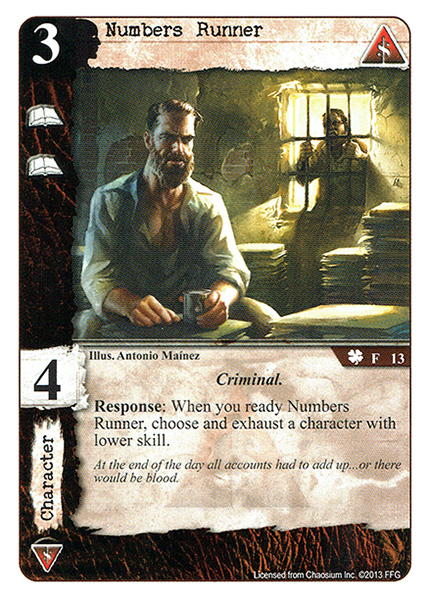 3
Numbers Runner
Illus. Antonio Maínez
F 13
4
Criminal.
Response: When you ready Numbers
Runner, choose and exhaust a character with
lower skill.
At the end of the day all accounts had to add up...or there
would be blood.
Character
Licensed from Chaosium Inc. ©2013 FFG